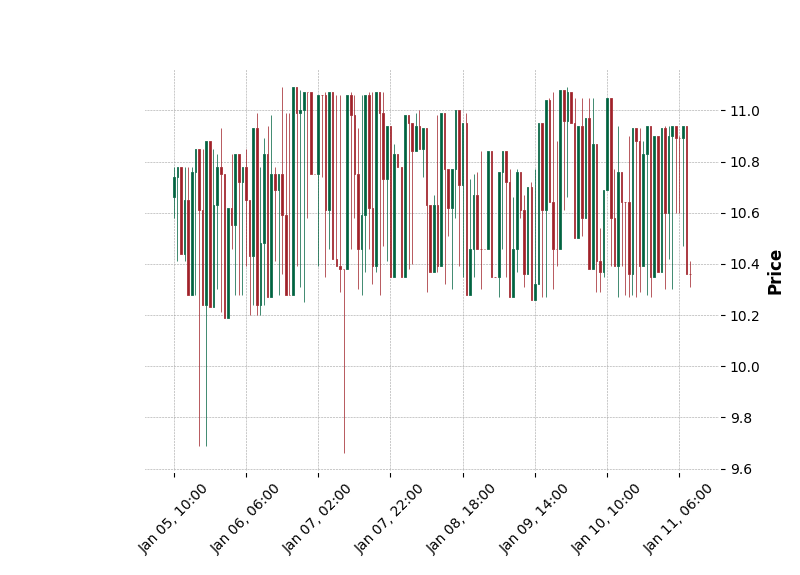 11.0
10.8
10.6
10.4
10.2
10.0
9.8
9.6
Price
Jan 05, 10:00
Jan 06, 06:00
Jan 07, 02:00
Jan 07, 22:00
Jan 08, 18:00
Jan 09, 14:00
Jan 10, 10:00
Jan 11, 06:00